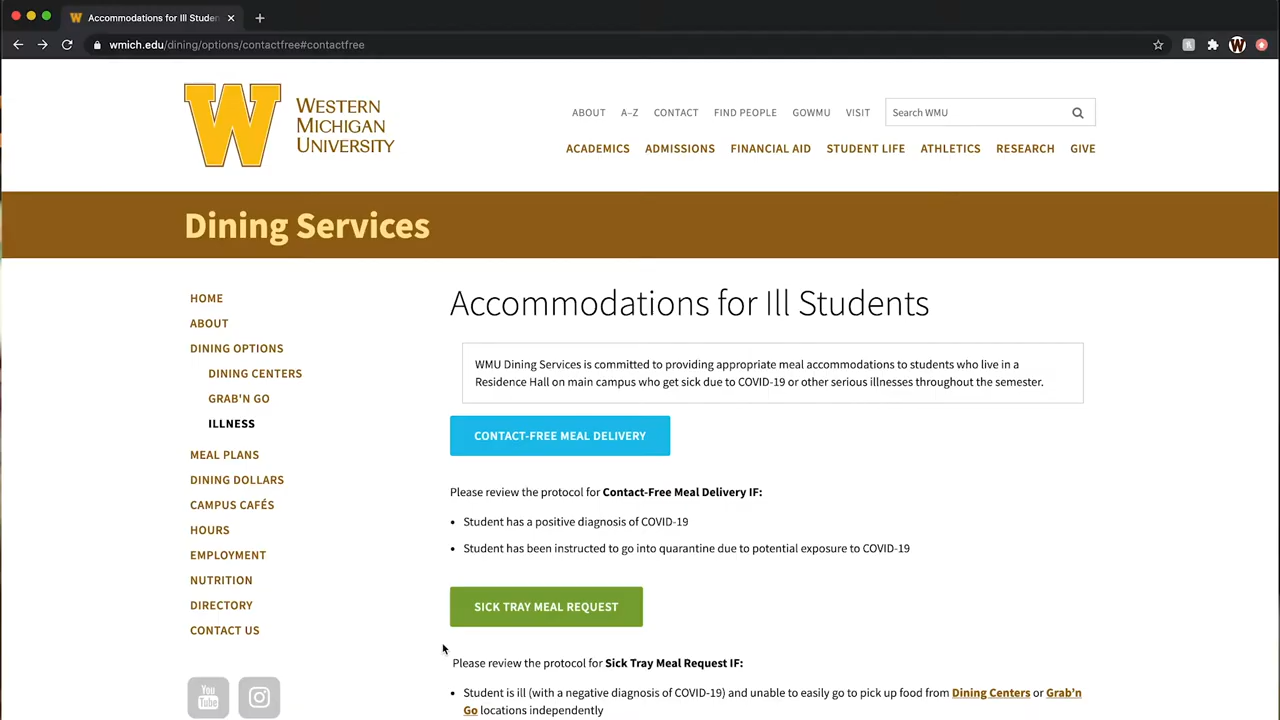 Accommodations for Ill Studen
wmich.edu/dining/options/contactfree#contactfree
W
WESTERN
MICHIGAN
UNIVERSITY
ABOUT
A–Z
CONTACT
FIND PEOPLE
GOWMU
VISIT
Search WMU
ACADEMICS
ADMISSIONS
FINANCIAL AID
STUDENT LIFE
ATHLETICS
RESEARCH
GIVE
Dining Services
HOME
ABOUT
DINING OPTIONS
DINING CENTERS
GRAB'N GO
ILLNESS
MEAL PLANS
DINING DOLLARS
CAMPUS CAFÉS
HOURS
EMPLOYMENT
NUTRITION
DIRECTORY
CONTACT US
You
Tube
Accommodations for Ill Students
WMU Dining Services is committed to providing appropriate meal accommodations to students who live in a
Residence Hall on main campus who get sick due to COVID-19 or other serious illnesses throughout the semester.
CONTACT-FREE MEAL DELIVERY
Please review the protocol for Contact-Free Meal Delivery IF:
• Student has a positive diagnosis of COVID-19
• Student has been instructed to go into quarantine due to potential exposure to COVID-19
SICK TRAY MEAL REQUEST
Please review the protocol for Sick Tray Meal Request IF:
• Student is ill (with a negative diagnosis of COVID-19) and unable to easily go to pick up food from Dining Centers or Grab'n
Go locations independently